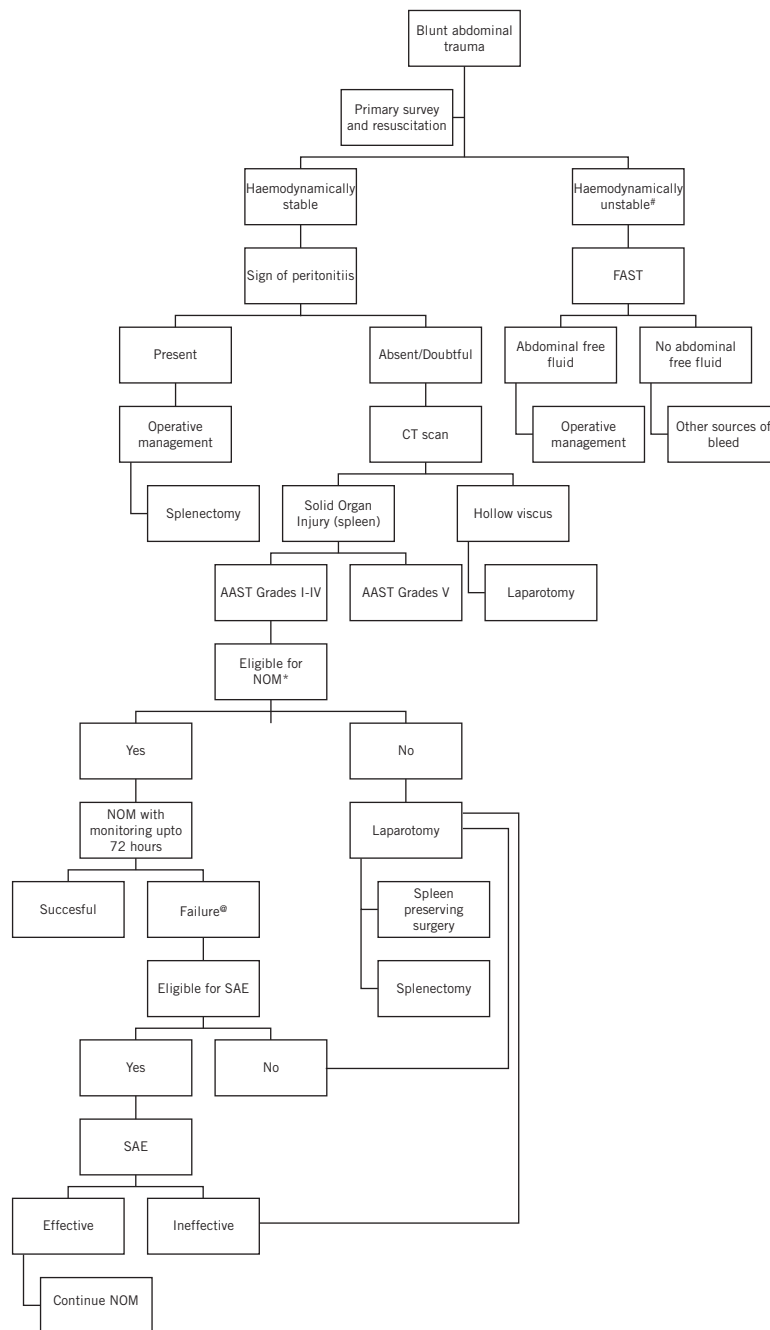 Blunt abdominal
trauma
Primary survey
and resuscitation
Haemodynamically
stable
Haemodynamically
unstable#
Sign of peritonitiis
FAST
Present
Absent/Doubtful
Abdominal free
fluid
No abdominal
free fluid
Operative
management
CT scan
Operative
management
Other sources of
bleed
Splenectomy
Solid Organ
Injury (spleen)
Hollow viscus
AAST Grades I-IV
AAST Grades V
Laparotomy
Eligible for
NOM*
Yes
No
NOM with
monitoring upto
72 hours
Laparotomy
Succesful
Failure@
Spleen
preserving
surgery
Eligible for SAE
Splenectomy
Yes
No
SAE
Effective
Ineffective
Continue NOM